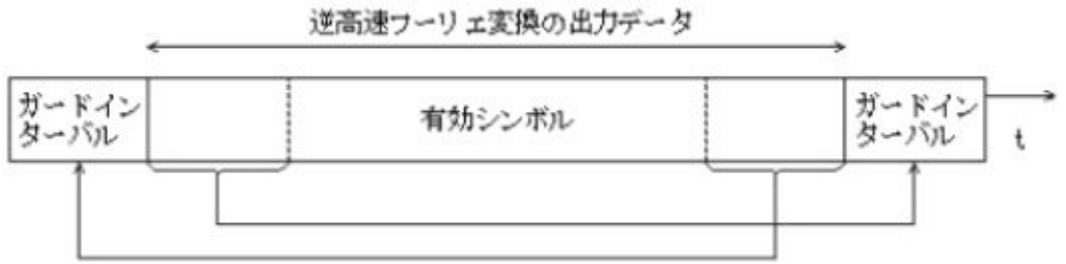 逆高速フーリェ変換の出力データ
ガードイン
ターバル
有効シンボル
ガードイン
ターバル
t